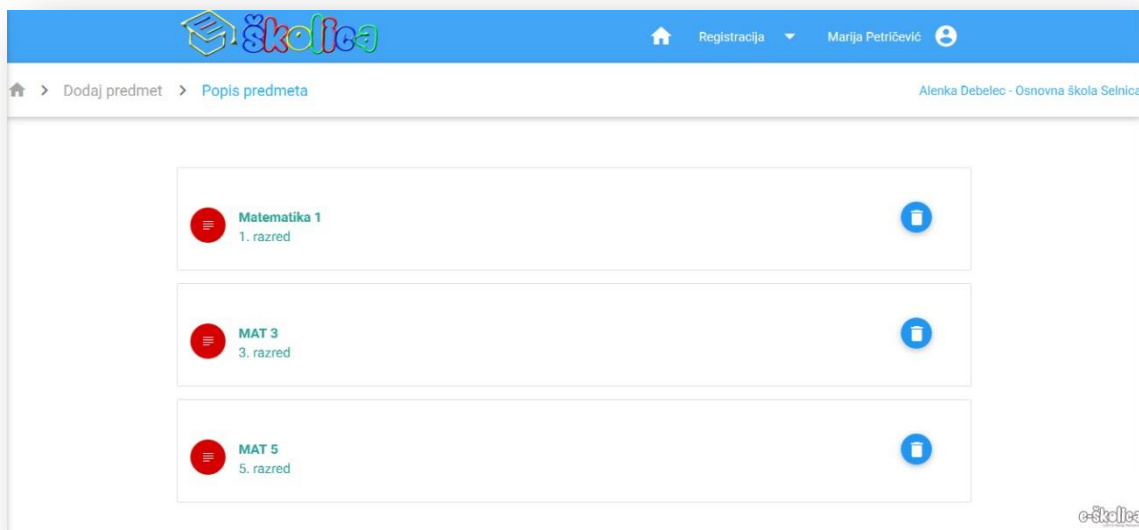 školica
Registracija
Marija Petričević
Dodaj predmet > Popis predmeta
Alenka Debelec - Osnovna škola Selnica
Matematika 1
1. razred
MAT 3
3. razred
MAT 5
5. razred
e-školica